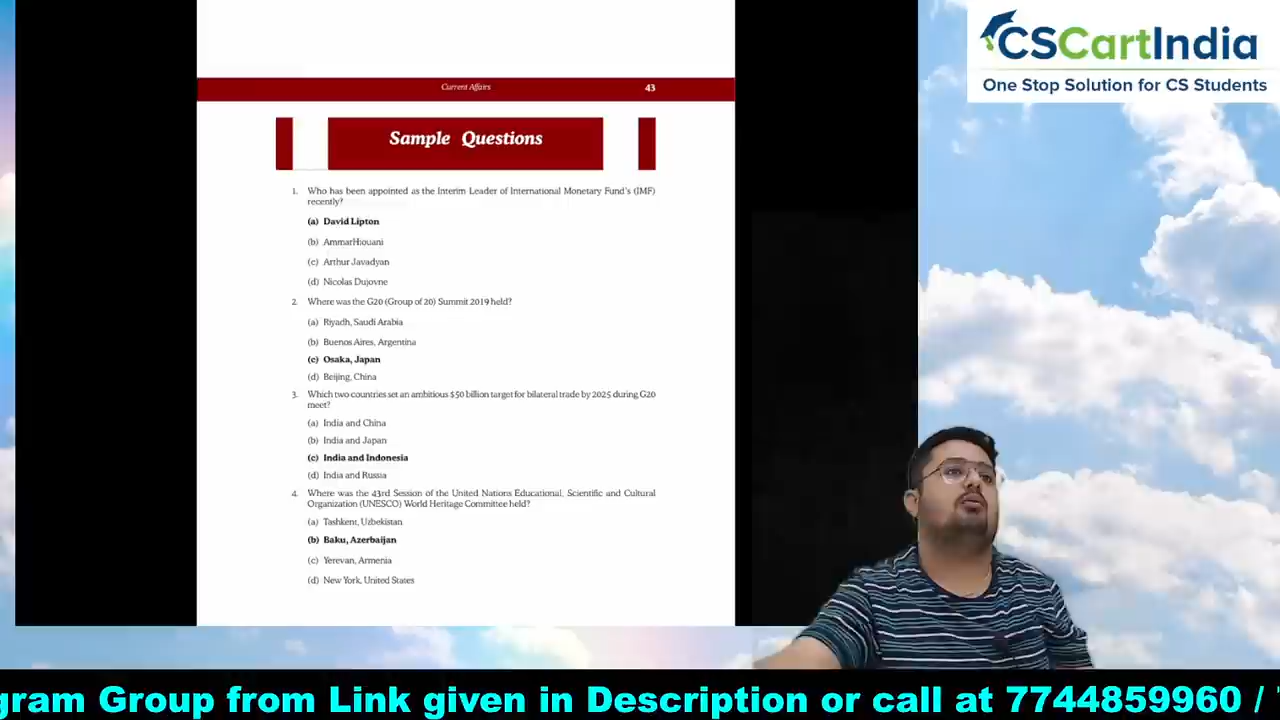 CSCartIndia
One Stop Solution for CS Students
Current Affairs
43
Sample Questions
1. Who has been appointed as the Interim Leader of International Monetary Fund's (IMF)
recently?
(a) David Lipton
(b) AmmarHiouani
(c) Arthur Javadyan
(d) Nicolas Dujovne
2. Where was the G20 (Group of 20) Summit 2019 held?
(a) Riyadh, Saudi Arabia
(b) Buenos Aires, Argentina
(c) Osaka, Japan
(d) Beijing, China
3. Which two countries set an ambitious $50 billion target for bilateral trade by 2025 during G20
meet?
(a) India and China
(b) India and Japan
(c) India and Indonesia
(d) India and Russia
4. Where was the 43rd Session of the United Nations Educational, Scientific and Cultural
Organization (UNESCO) World Heritage Committee held?
(a) Tashkent, Uzbekistan
(b) Baku, Azerbaijan
(c) Yerevan, Armenia
(d) New York, United States
gram Group from Link given in Description or call at 7744859960 /